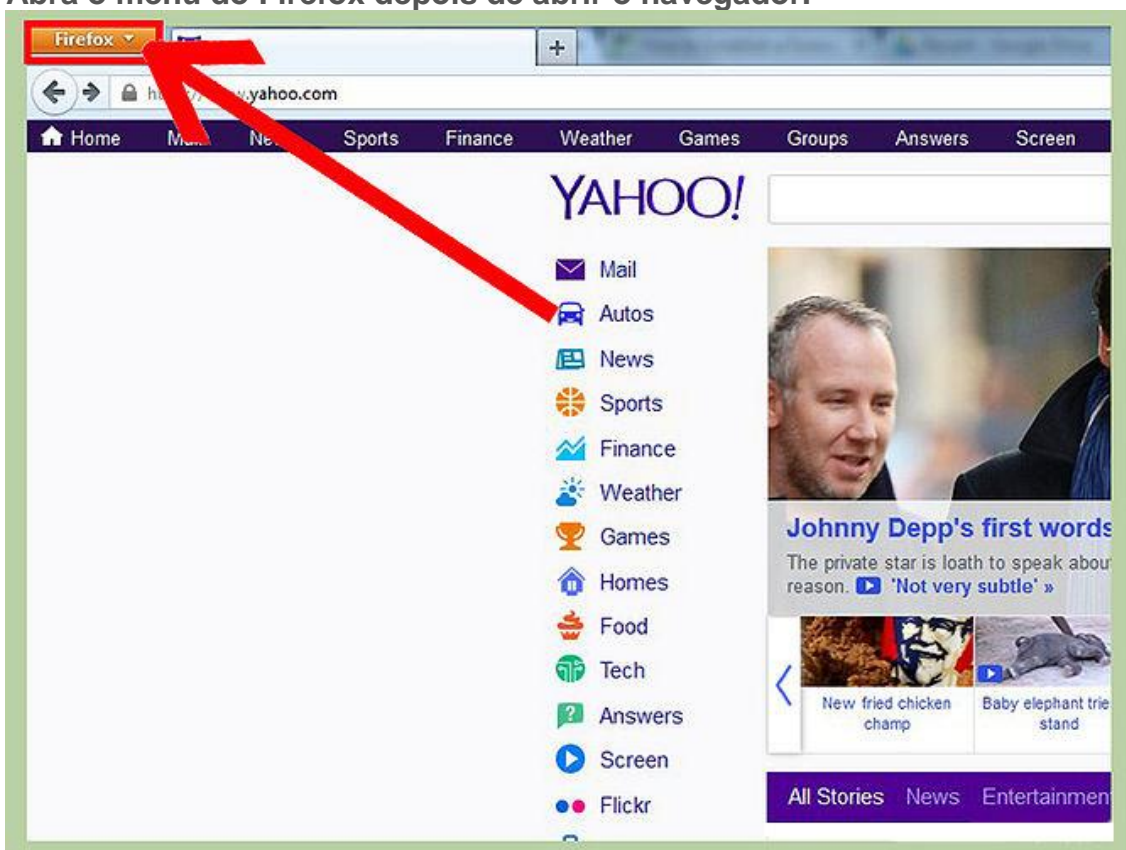 Abra o menu do Firefox depois de abrir o navegador.
Firefox
+
yahoo.com
Home Sports Finance Weather Games Groups Answers Screen
YAHOO!
Mail
Autos
News
Sports
Finance
Weather
Games
Homes
Food
Tech
Answers
Screen
Flickr
Johnny Depp's first words
The private star is loath to speak about
reason. 'Not very subtle' »
New fried chicken
champ
Baby elephant trie
stand
All Stories News Entertainmen